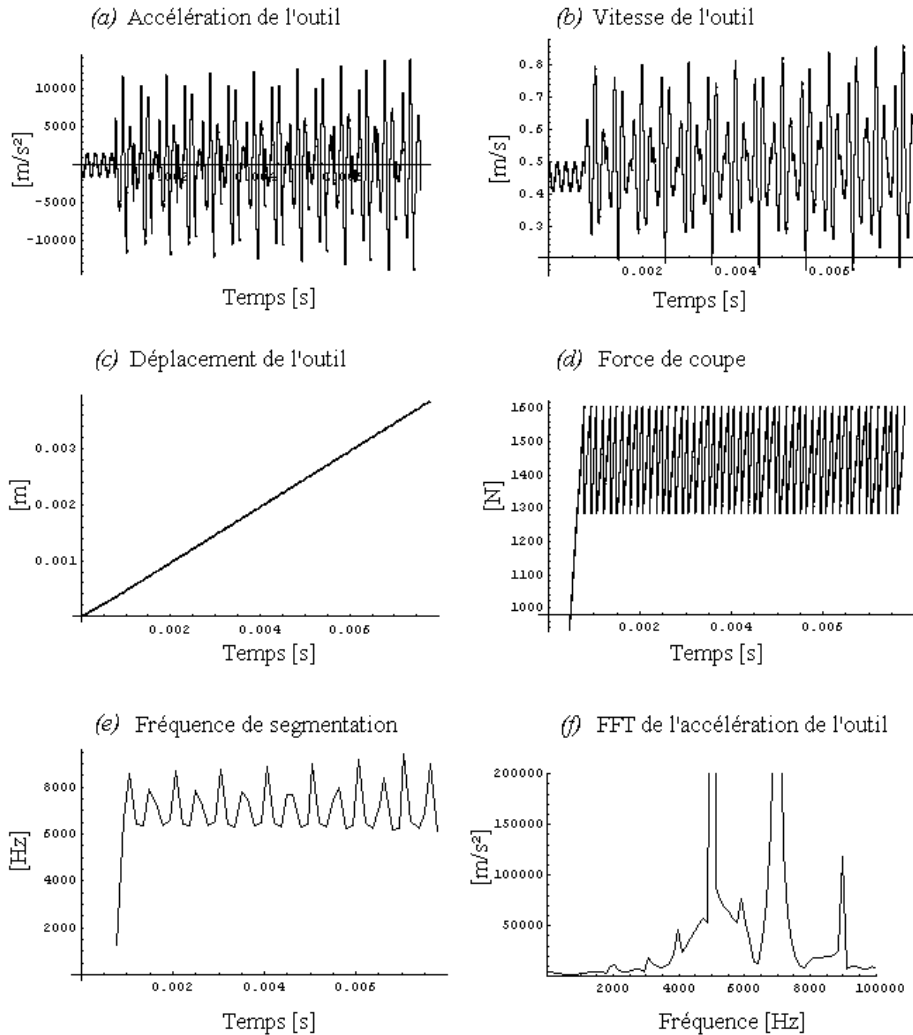 (a) Accélération de l'outil
10000
5000
-5000
-10000
[m/s²]
Temps [s]
(b) Vitesse de l'outil
0.8
0.7
0.6
0.5
0.4
0.3
[m/s]
0.002 0.004 0.006
Temps [s]
(c) Déplacement de l'outil
0.003
0.002
0.001
[m]
0.002 0.004 0.006
Temps [s]
(d) Force de coupe
1600
1500
1400
1300
1200
1100
1000
[N]
0.002 0.004 0.006
Temps [s]
(e) Fréquence de segmentation
8000
6000
4000
2000
[Hz]
0.002 0.004 0.006
Temps [s]
(f) FFT de l'accélération de l'outil
200000
150000
100000
50000
[m/s²]
2000 4000 6000 8000 10000
Fréquence [Hz]